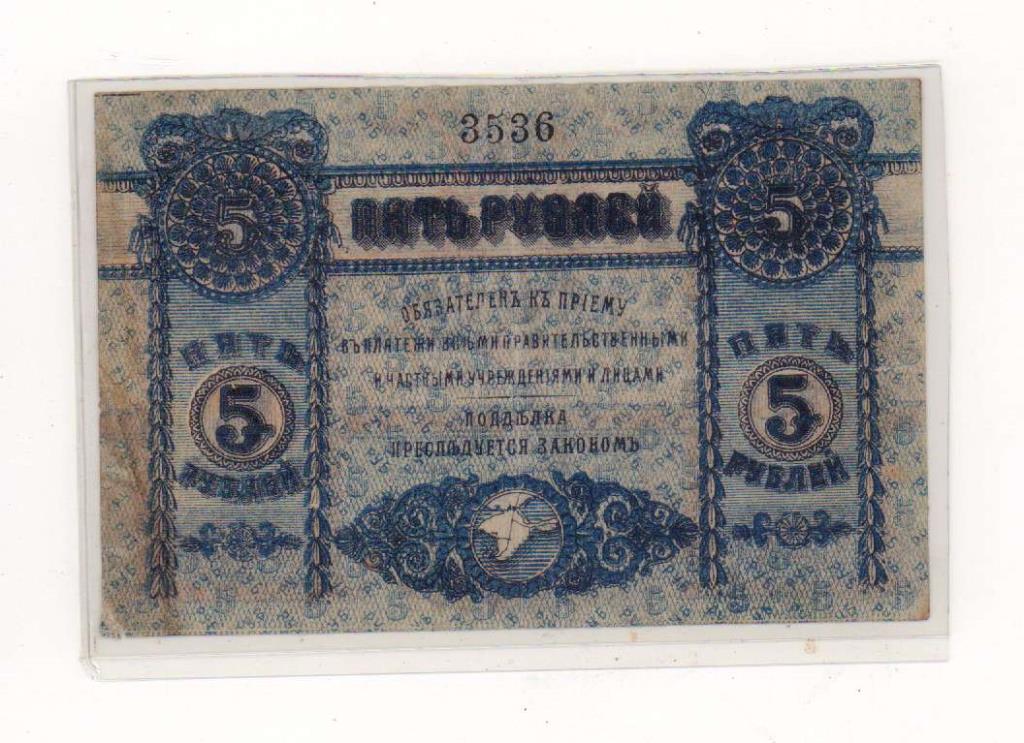 3536
5
ПЯТЬ РУБЛЕЙ
5
ОБЯЗАТЕЛЕНЪ КЪ ПРІЕМУ
ВЪ ПЛАТЕЖИ ВСѢМИ ПРАВИТЕЛЬСТВЕННЫМИ
И ЧАСТНЫМИ УЧРЕЖДЕНІЯМИ И ЛИЦАМИ
ПОДДѢЛКА
ПРЕСЛѢДУЕТСЯ ЗАКОНОМЪ
ПЯТЬ
5
РУБЛЕЙ
ПЯТЬ
5
РУБЛЕЙ